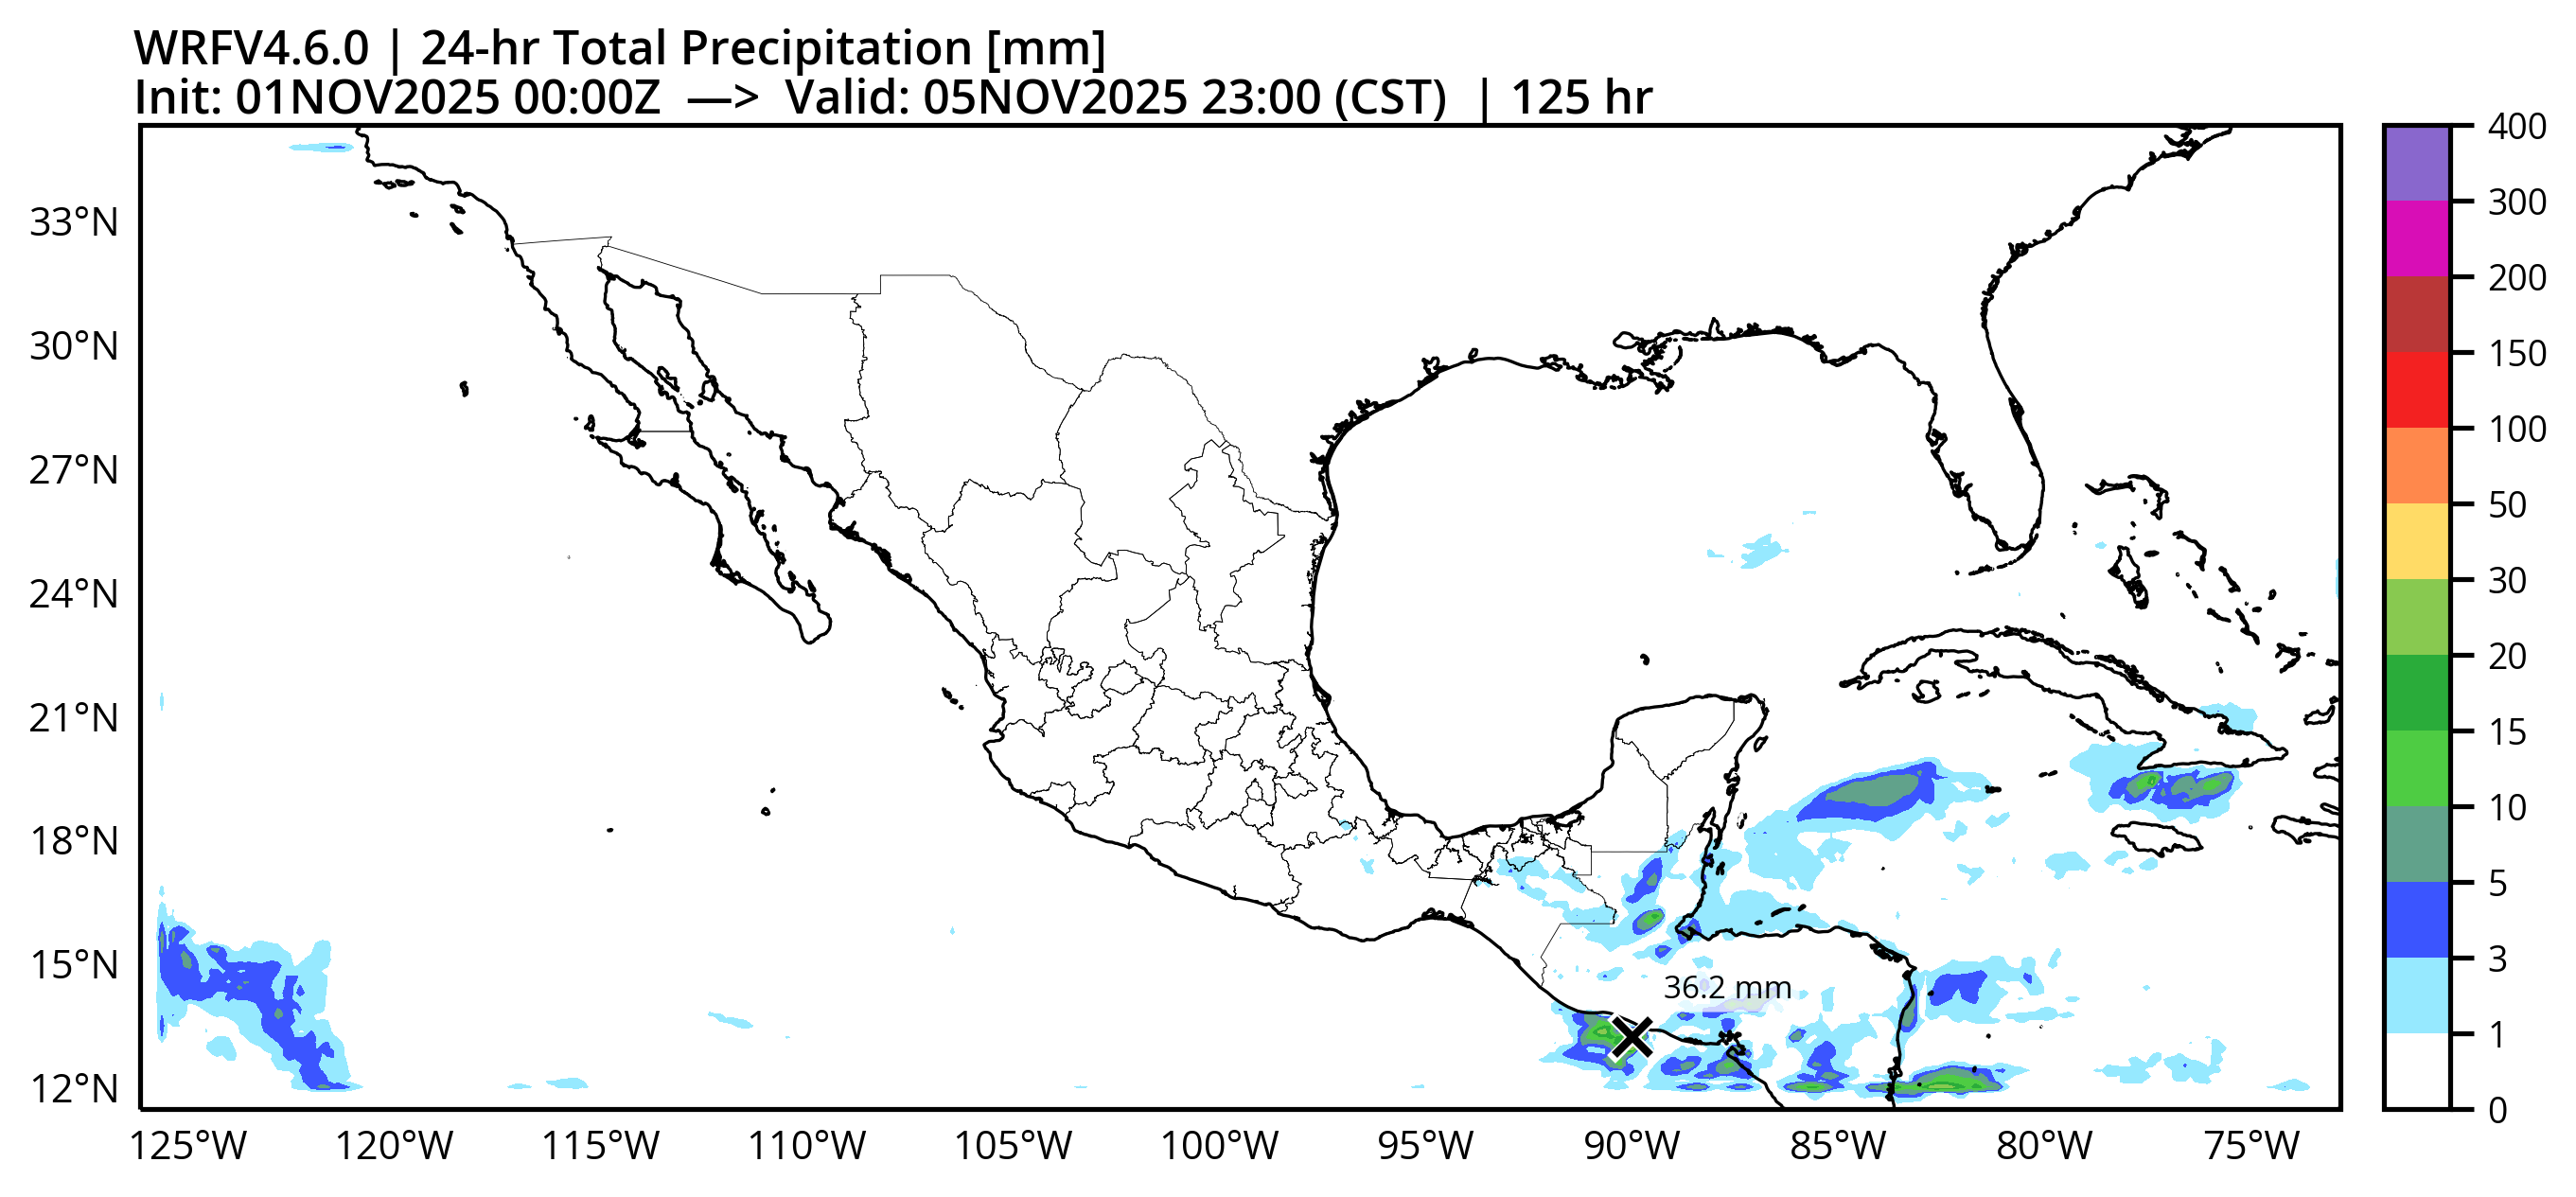 WRFV4.6.0 | 24-hr Total Precipitation [mm]
Init: 01NOV2025 00:00Z —> Valid: 05NOV2025 23:00 (CST) | 125 hr
33°N
30°N
27°N
24°N
21°N
18°N
15°N
12°N
36.2 mm
125°W 120°W 115°W 110°W 105°W 100°W 95°W 90°W 85°W 80°W 75°W
400
300
200
150
100
50
30
20
15
10
5
3
1
0